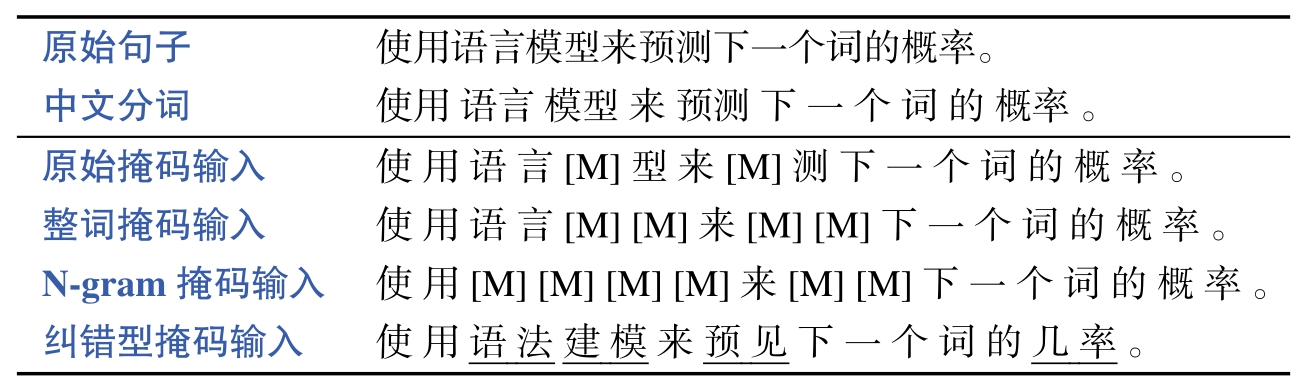 原始句子 使用语言模型来预测下一个词的概率。
中文分词 使用 语言 模型 来 预测 下 一 个 词 的 概率 。
原始掩码输入 使 用 语 言 [M] 型 来 [M] 测 下 一 个 词 的 概 率 。
整词掩码输入 使 用 语 言 [M] [M] 来 [M] [M] 下 一 个 词 的 概 率 。
N-gram 掩码输入 使 用 [M] [M] [M] [M] 来 [M] [M] 下 一 个 词 的 概 率 。
纠错型掩码输入 使 用 语 法 建 模 来 预 见 下 一 个 词 的 几 率 。